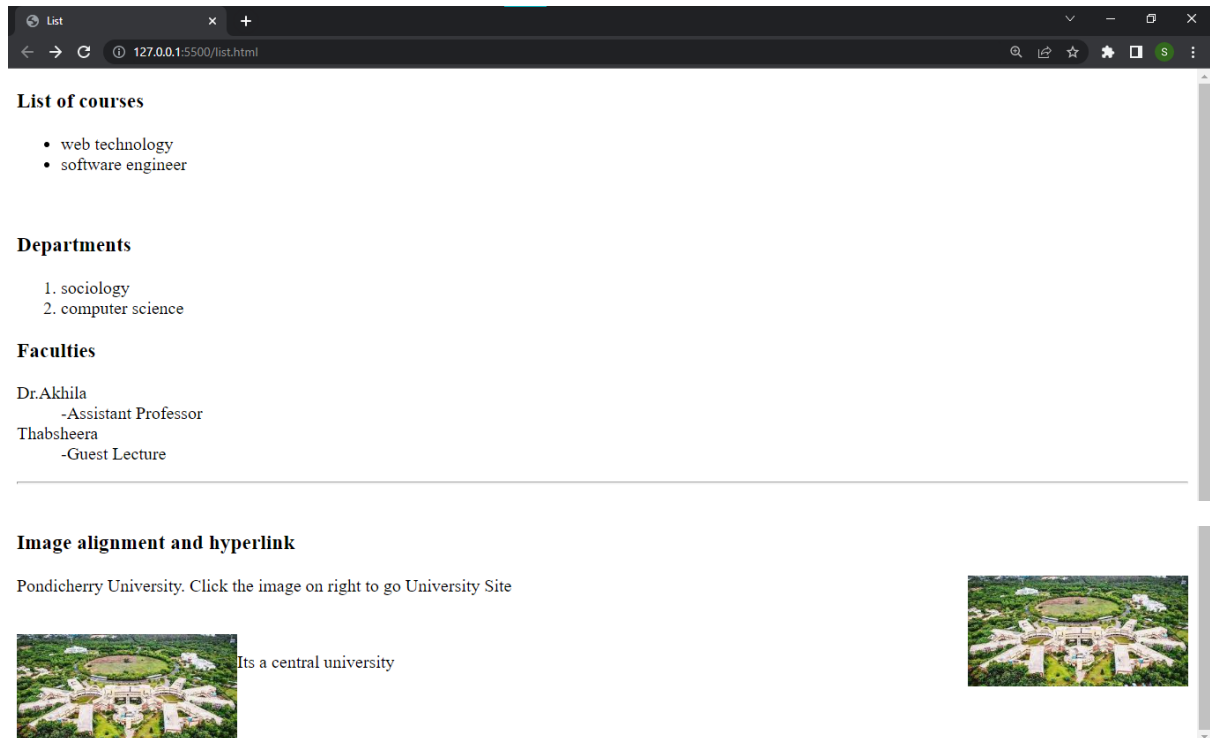 List
127.0.0.1:5500/list.html
S
List of courses
• web technology
• software engineer
Departments
1. sociology
2. computer science
Faculties
Dr.Akhila
-Assistant Professor
Thabsheera
-Guest Lecture
Image alignment and hyperlink
Pondicherry University. Click the image on right to go University Site
Its a central university